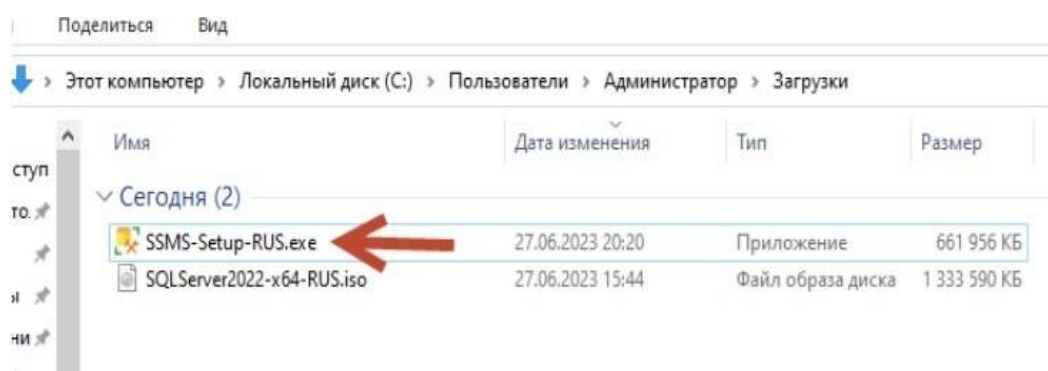 Поделиться Вид
Этот компьютер › Локальный диск (C:) › Пользователи › Администратор › Загрузки
Имя Дата изменения Тип Размер
Сегодня (2)
SSMS-Setup-RUS.exe 27.06.2023 20:20 Приложение 661 956 КБ
SQLServer2022-x64-RUS.iso 27.06.2023 15:44 Файл образа диска 1 333 590 КБ